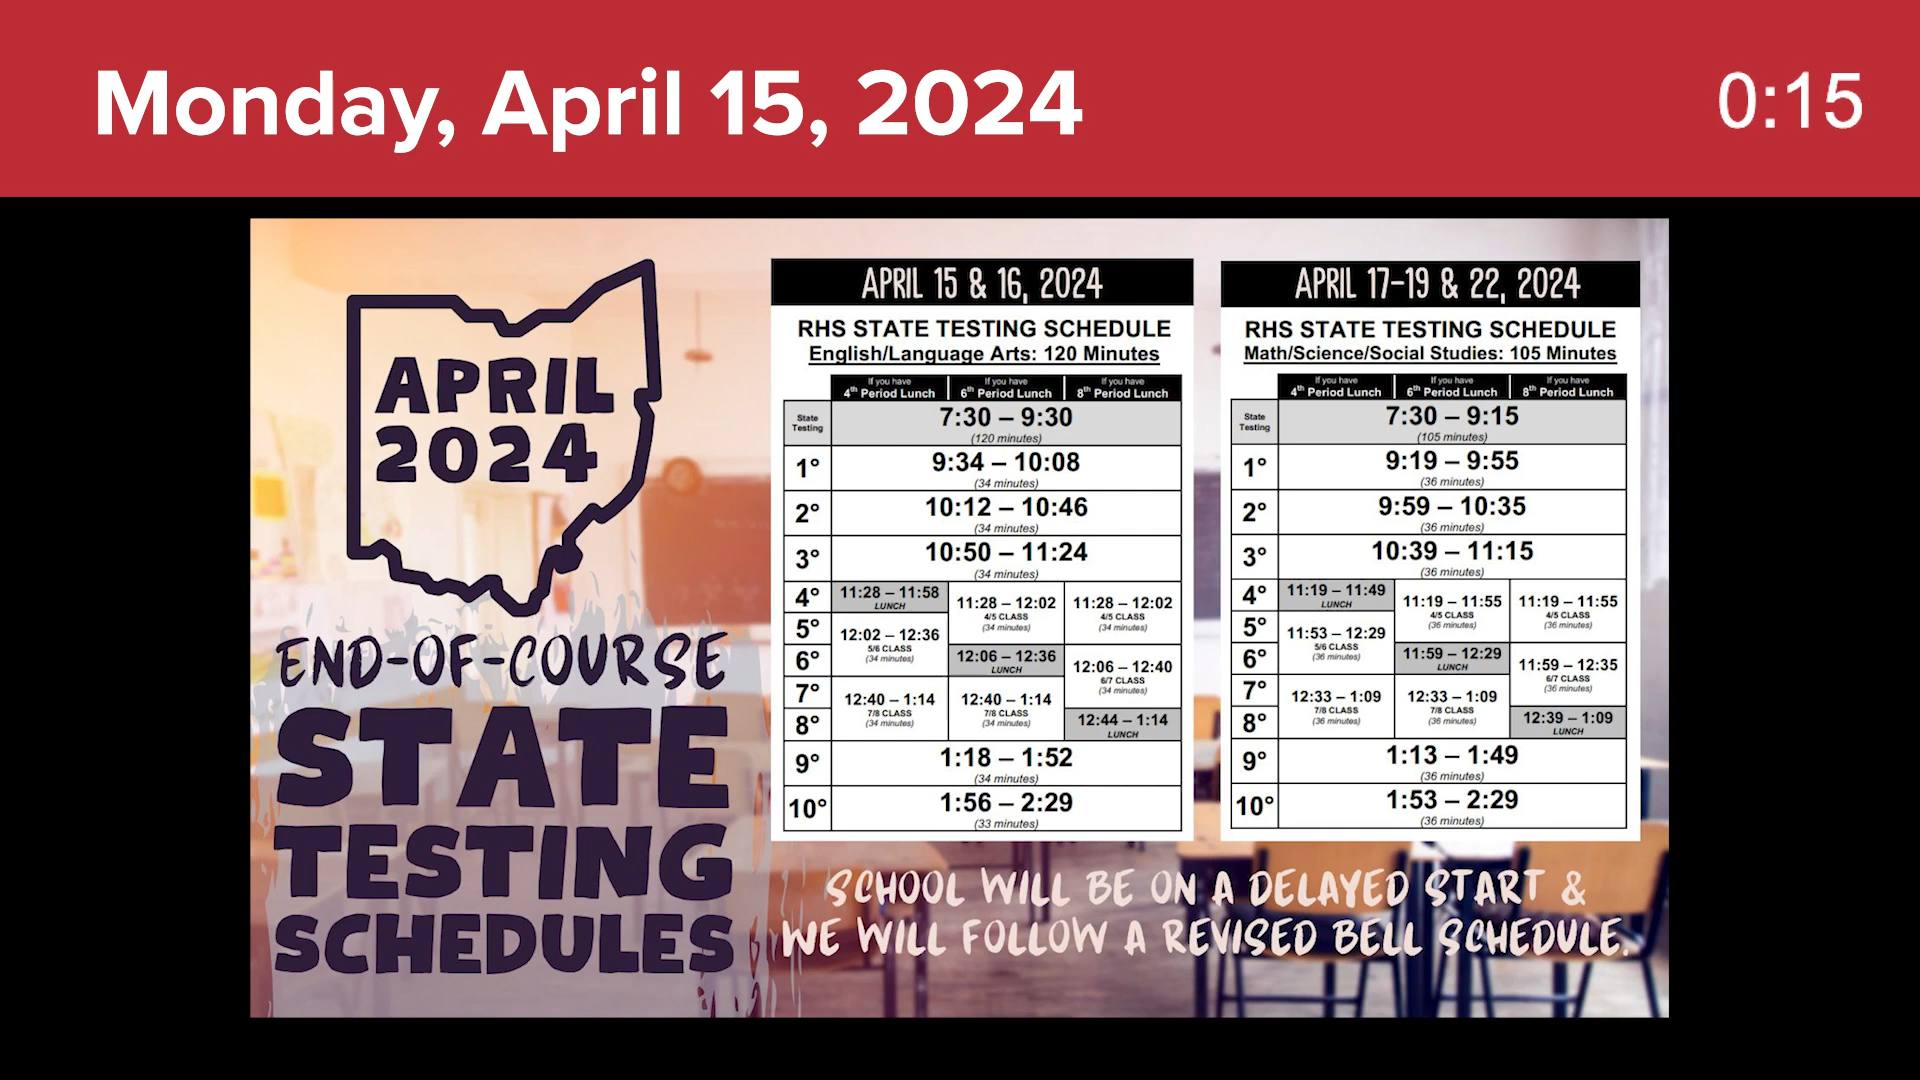 Monday, April 15, 2024
0:15
APRIL
2024
END-OF-COURSE
STATE
TESTING
SCHEDULES
APRIL 15 & 16, 2024
RHS STATE TESTING SCHEDULE
English/Language Arts: 120 Minutes
If you have
4th Period Lunch
If you have
6th Period Lunch
If you have
8th Period Lunch
State
Testing
7:30 – 9:30
(120 minutes)
1°
9:34 – 10:08
(34 minutes)
2°
10:12 – 10:46
(34 minutes)
3°
10:50 – 11:24
(34 minutes)
4°
5°
6°
7°
8°
11:28 – 11:58
LUNCH
12:02 – 12:36
5/6 CLASS
(34 minutes)
12:40 – 1:14
7/8 CLASS
(34 minutes)
11:28 – 12:02
4/5 CLASS
(34 minutes)
12:06 – 12:36
LUNCH
12:40 – 1:14
7/8 CLASS
(34 minutes)
11:28 – 12:02
4/5 CLASS
(34 minutes)
12:06 – 12:40
6/7 CLASS
(34 minutes)
12:44 – 1:14
LUNCH
9°
1:18 – 1:52
(34 minutes)
10°
1:56 – 2:29
(33 minutes)
APRIL 17-19 & 22, 2024
RHS STATE TESTING SCHEDULE
Math/Science/Social Studies: 105 Minutes
If you have
4th Period Lunch
If you have
6th Period Lunch
If you have
8th Period Lunch
State
Testing
7:30 – 9:15
(105 minutes)
1°
9:19 – 9:55
(36 minutes)
2°
9:59 – 10:35
(36 minutes)
3°
10:39 – 11:15
(36 minutes)
4°
5°
6°
7°
8°
11:19 – 11:49
LUNCH
11:53 – 12:29
5/6 CLASS
(36 minutes)
12:33 – 1:09
7/8 CLASS
(36 minutes)
11:19 – 11:55
4/5 CLASS
(36 minutes)
11:59 – 12:29
LUNCH
12:33 – 1:09
7/8 CLASS
(36 minutes)
11:19 – 11:55
4/5 CLASS
(36 minutes)
11:59 – 12:35
6/7 CLASS
(36 minutes)
12:39 – 1:09
LUNCH
9°
1:13 – 1:49
(36 minutes)
10°
1:53 – 2:29
(36 minutes)
SCHOOL WILL BE ON A DELAYED START &
WE WILL FOLLOW A REVISED BELL SCHEDULE.